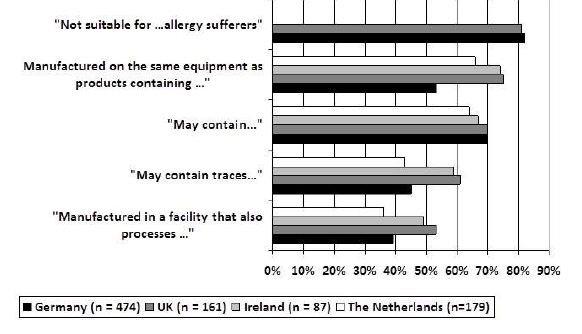 "Not suitable for ...allergy sufferers"
Manufactured on the same equipment as
products containing ..."
"May contain..."
"May contain traces..."
"Manufactured in a facility that also
processes ..."
0% 10% 20% 30% 40% 50% 60% 70% 80% 90%
Germany (n = 474) UK (n = 161) Ireland (n = 87) The Netherlands (n=179)